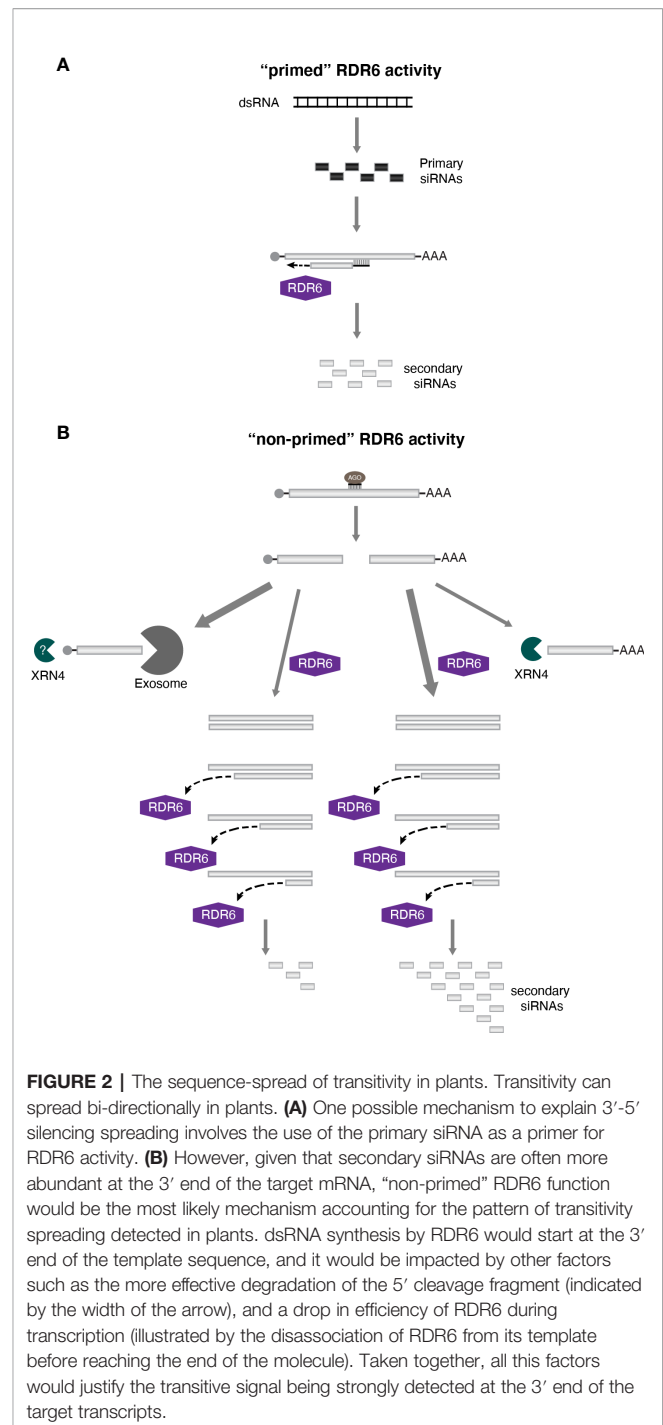 A
“primed” RDR6 activity
dsRNA
Primary
siRNAs
AAA
RDR6
secondary
siRNAs
B
“non-primed” RDR6 activity
AGO
AAA
AAA
?
XRN4
Exosome
RDR6
RDR6
XRN4
AAA
RDR6
RDR6
RDR6
RDR6
RDR6
RDR6
secondary
siRNAs
FIGURE 2 | The sequence-spread of transitivity in plants. Transitivity can
spread bi-directionally in plants. (A) One possible mechanism to explain 3′-5′
silencing spreading involves the use of the primary siRNA as a primer for
RDR6 activity. (B) However, given that secondary siRNAs are often more
abundant at the 3′ end of the target mRNA, “non-primed” RDR6 function
would be the most likely mechanism accounting for the pattern of transitivity
spreading detected in plants. dsRNA synthesis by RDR6 would start at the 3′
end of the template sequence, and it would be impacted by other factors
such as the more effective degradation of the 5′ cleavage fragment (indicated
by the width of the arrow), and a drop in efficiency of RDR6 during
transcription (illustrated by the disassociation of RDR6 from its template
before reaching the end of the molecule). Taken together, all this factors
would justify the transitive signal being strongly detected at the 3′ end of the
target transcripts.